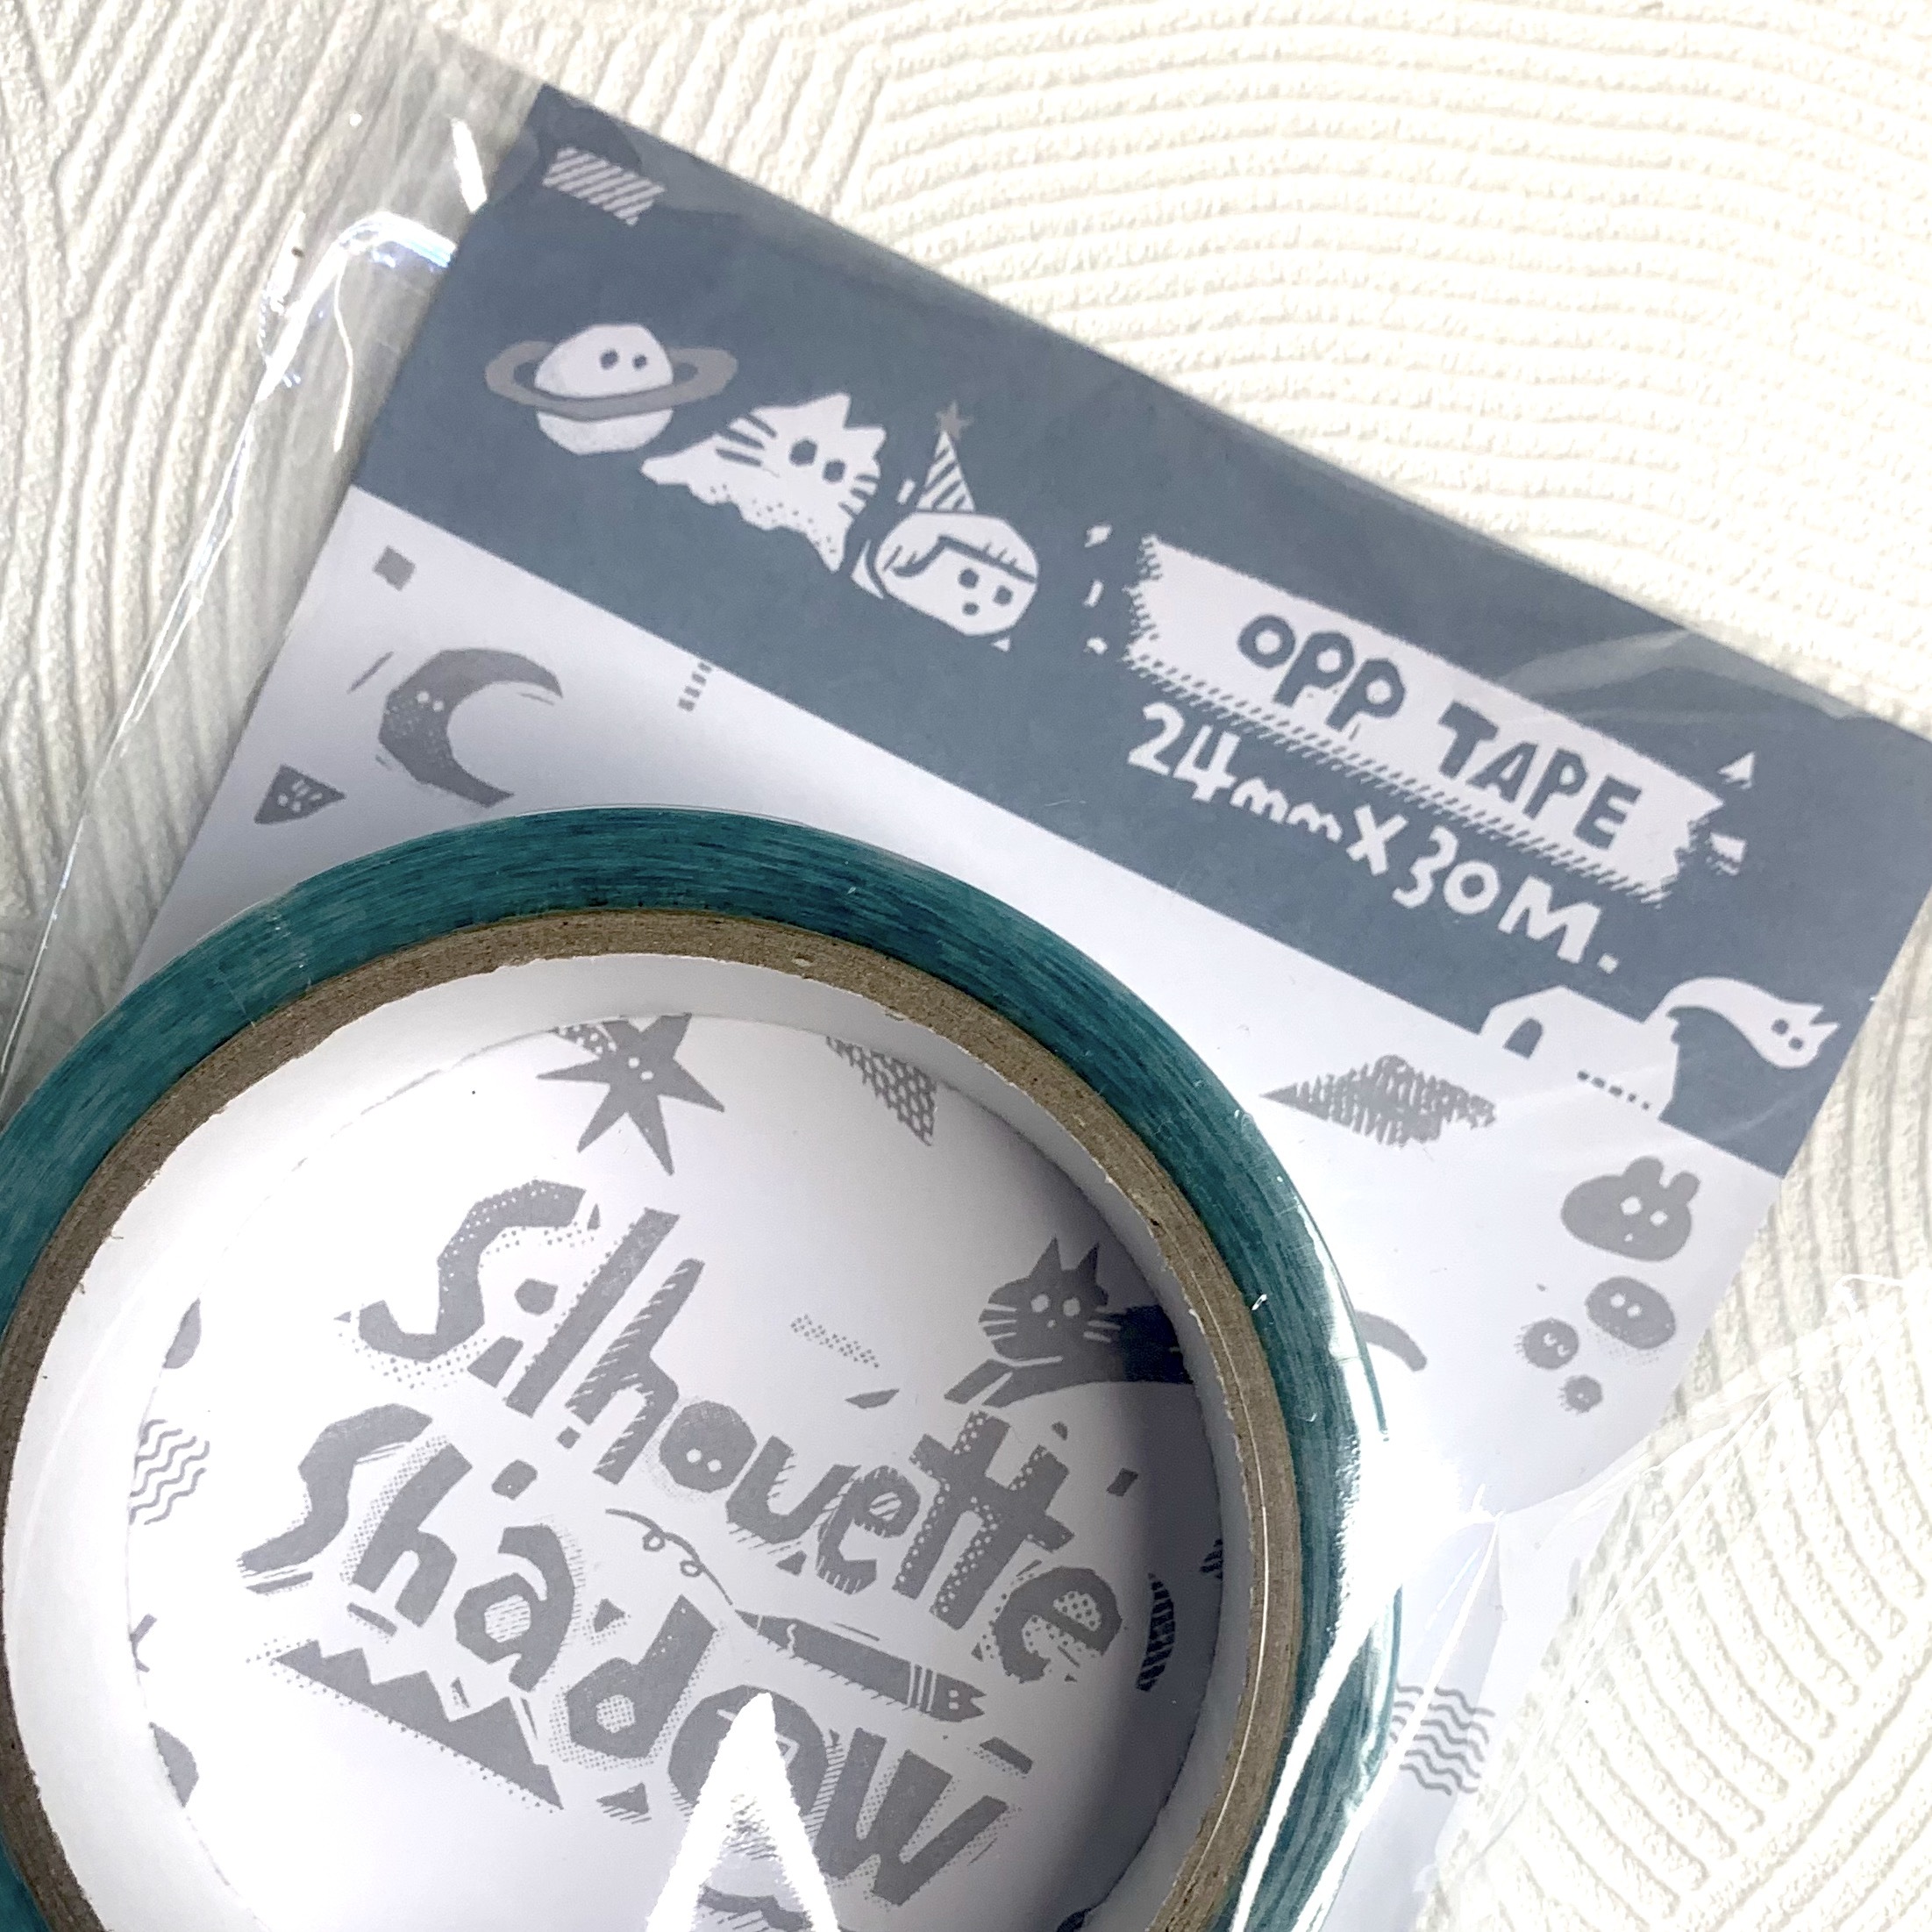 OPP TAPE
24mm X 30M.
Silhouette
Shadow